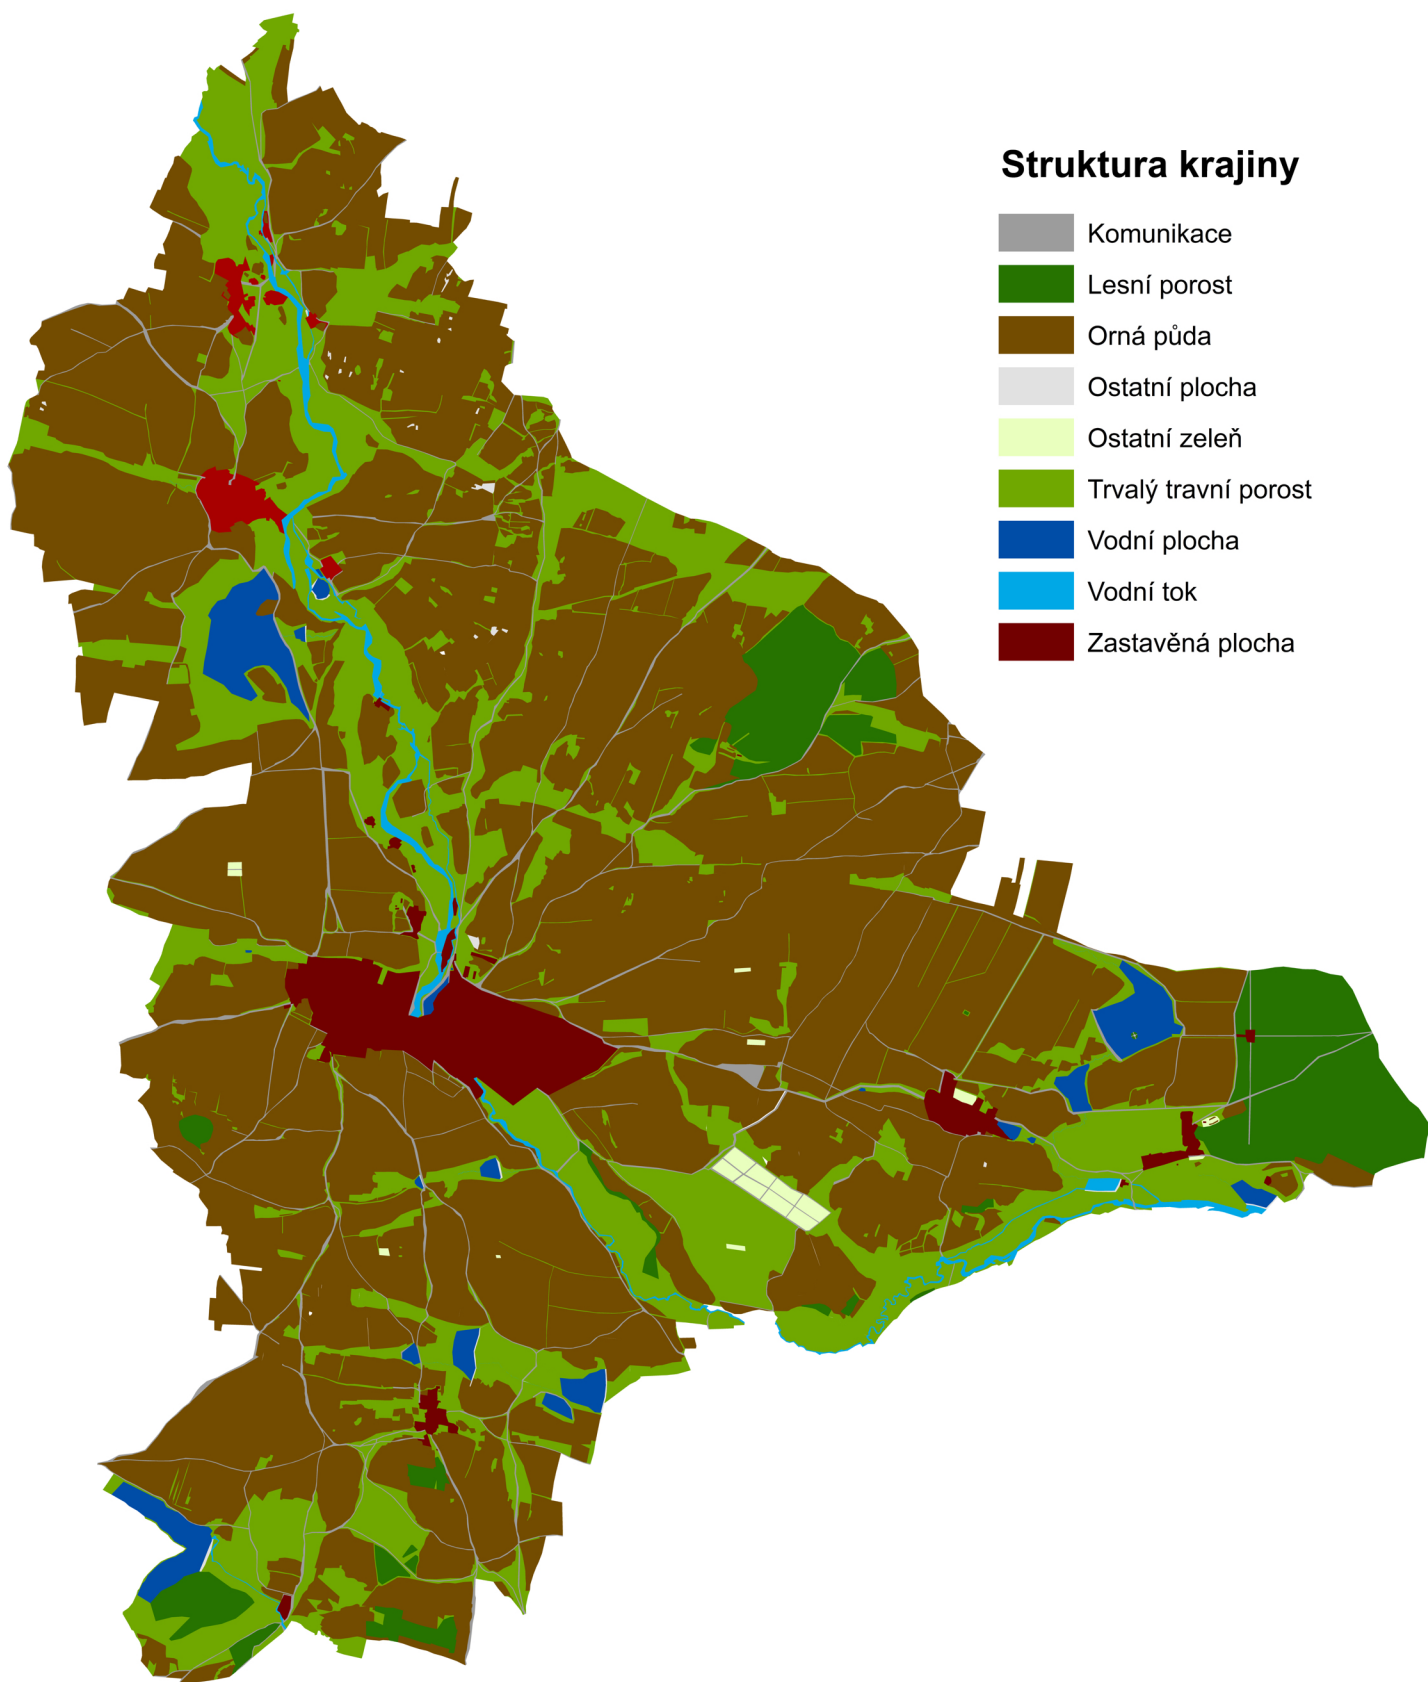 Struktura krajiny
Komunikace
Lesní porost
Orná půda
Ostatní plocha
Ostatní zeleň
Trvalý travní porost
Vodní plocha
Vodní tok
Zastavěná plocha